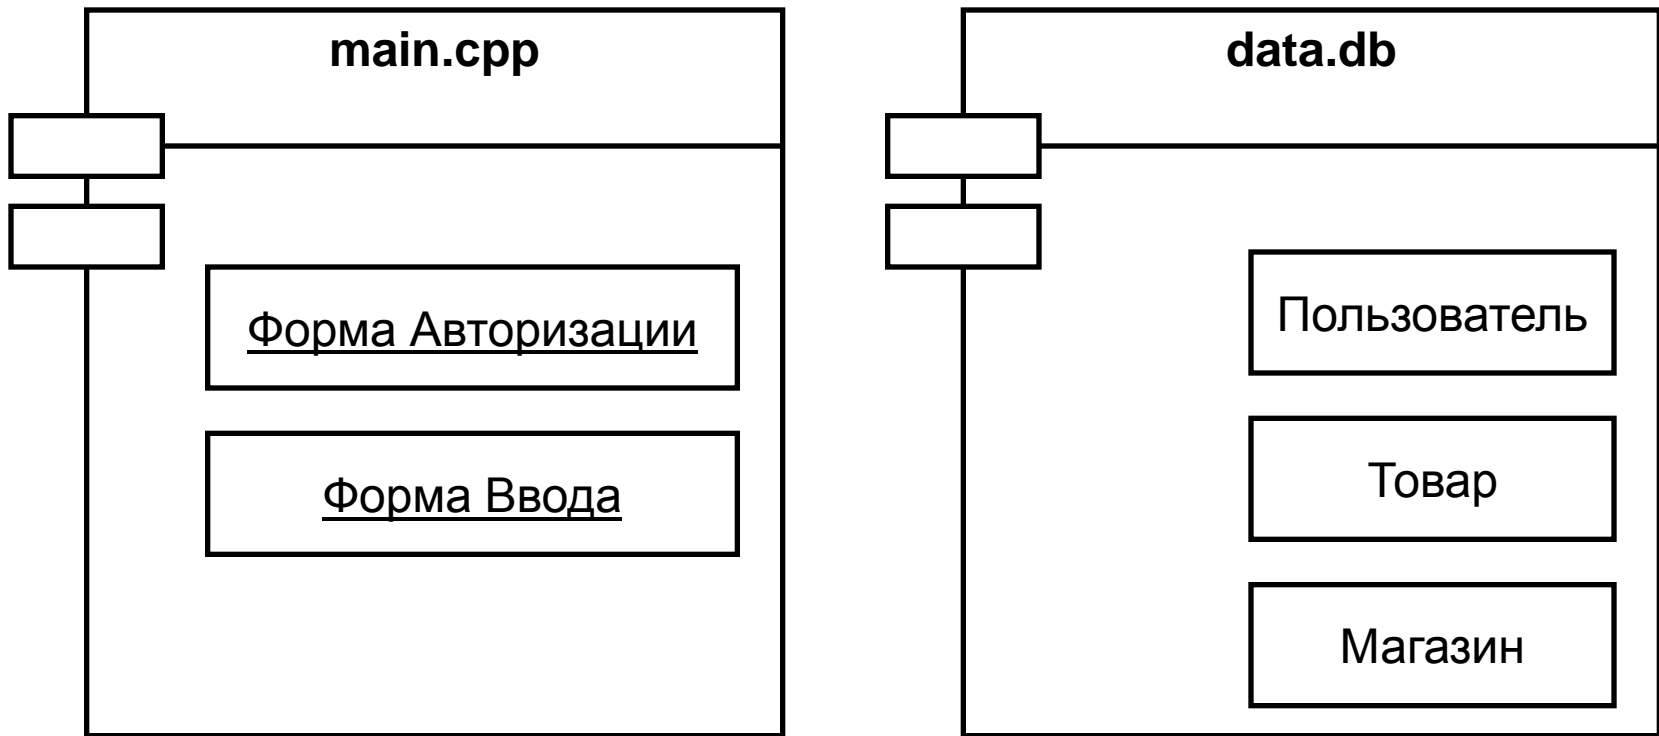 main.cpp
Форма Авторизации
Форма Ввода
data.db
Пользователь
Товар
Магазин